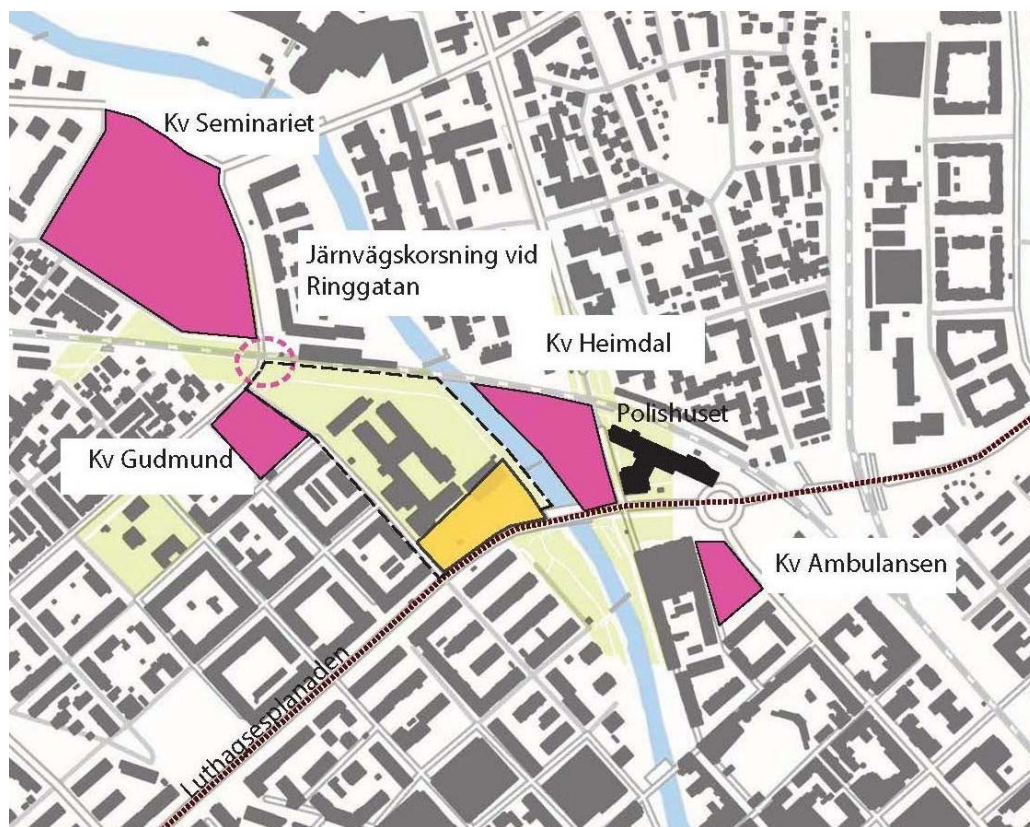 Kv Seminariet
Järnvägskorsning vid
Ringgatan
Kv Heimdal
Polishuset
Kv Gudmund
Kv Ambulansen
Luthagsesplanaden